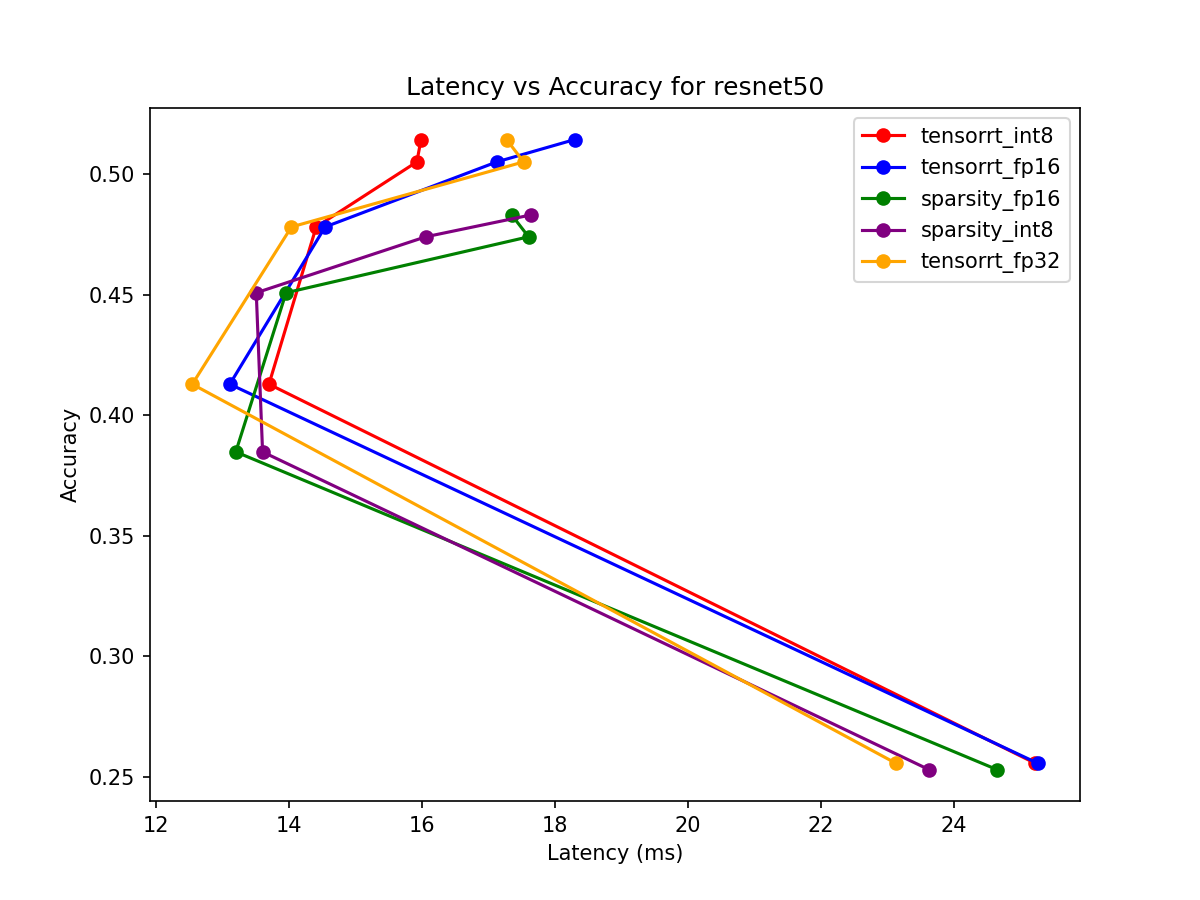 Latency vs Accuracy for resnet50
tensorrt_int8
tensorrt_fp16
sparsity_fp16
sparsity_int8
tensorrt_fp32
0.50
0.45
0.40
0.35
0.30
0.25
Accuracy
12 14 16 18 20 22 24
Latency (ms)